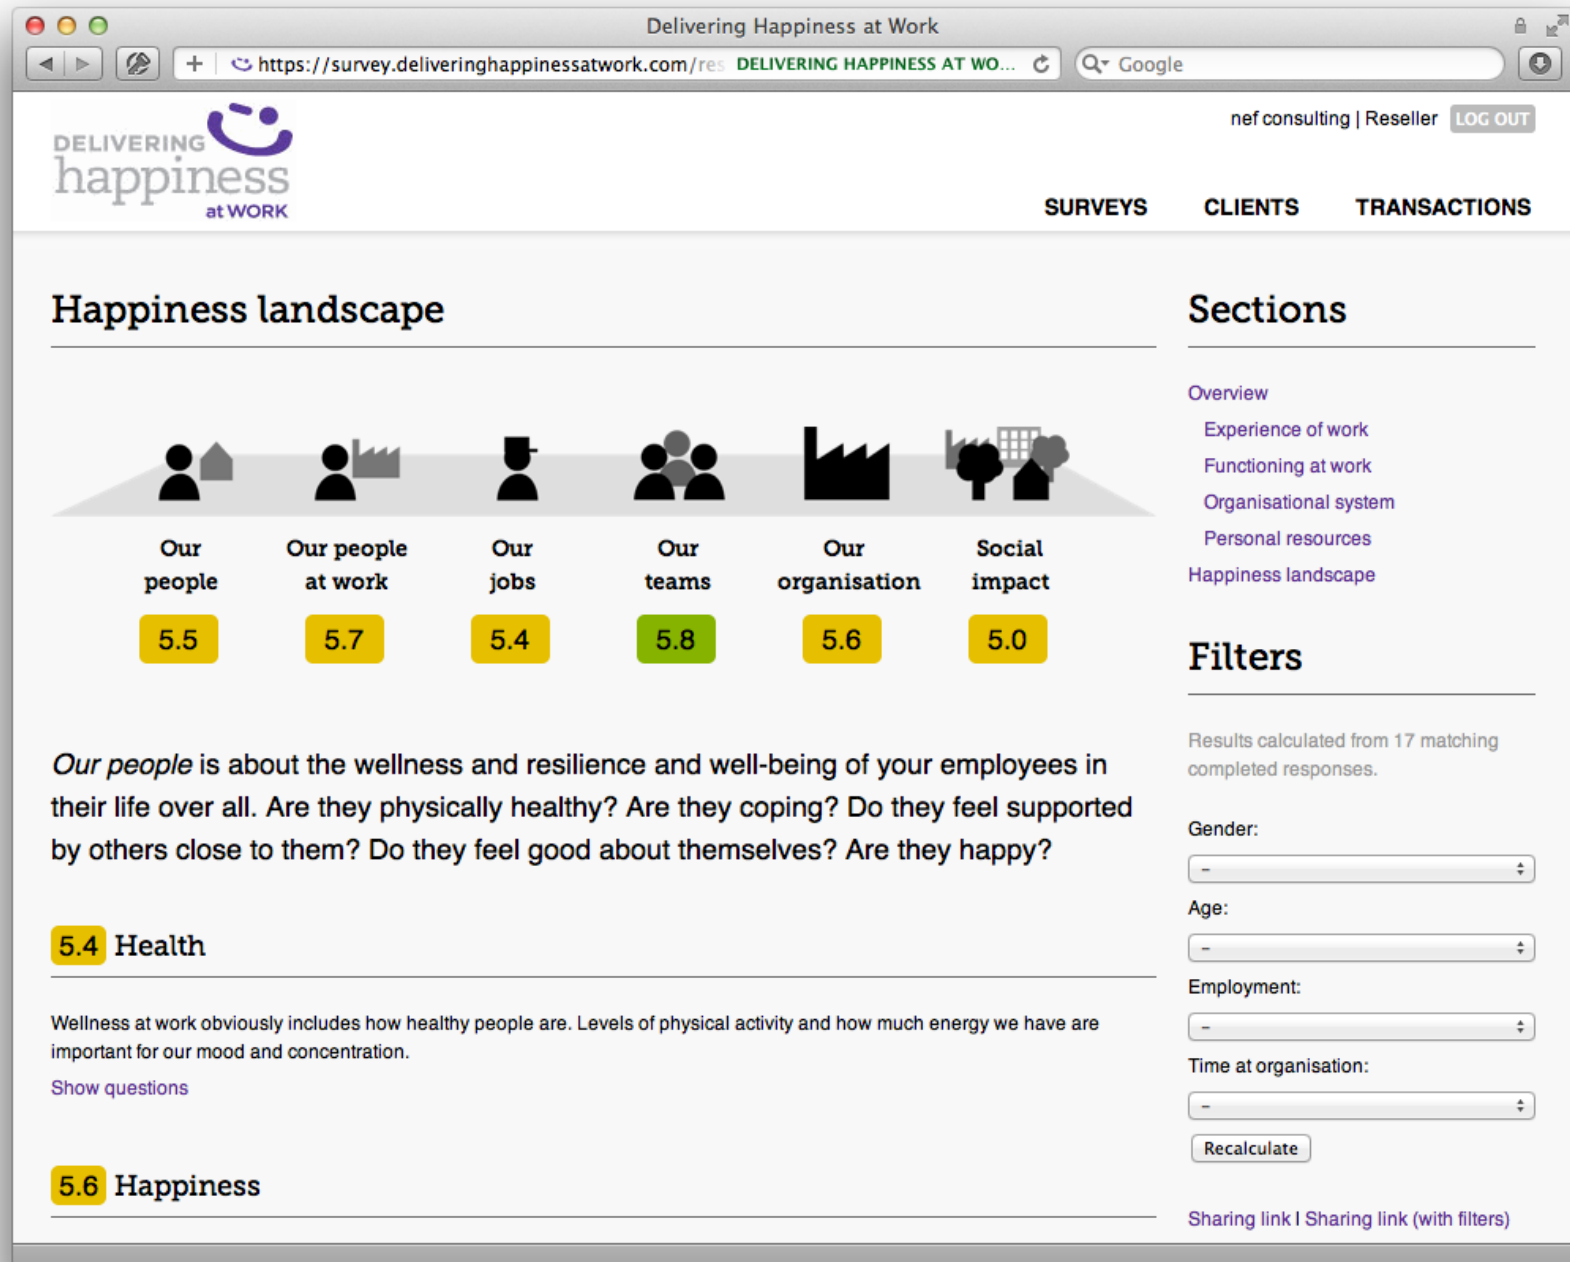 Delivering Happiness at Work
https://survey.deliveringhappinessatwork.com/res DELIVERING HAPPINESS AT WO... Google
DELIVERING
happiness
at WORK
nef consulting | Reseller LOG OUT
SURVEYS CLIENTS TRANSACTIONS
Happiness landscape
Our people
Our people at work
Our jobs
Our teams
Our organisation
Social impact
5.5 5.7 5.4 5.8 5.6 5.0
Our people is about the wellness and resilience and well-being of your employees in
their life over all. Are they physically healthy? Are they coping? Do they feel supported
by others close to them? Do they feel good about themselves? Are they happy?
5.4 Health
Wellness at work obviously includes how healthy people are. Levels of physical activity and how much energy we have are
important for our mood and concentration.
Show questions
5.6 Happiness
Sections
Overview
Experience of work
Functioning at work
Organisational system
Personal resources
Happiness landscape
Filters
Results calculated from 17 matching
completed responses.
Gender:
–
Age:
–
Employment:
–
Time at organisation:
–
Recalculate
Sharing link | Sharing link (with filters)